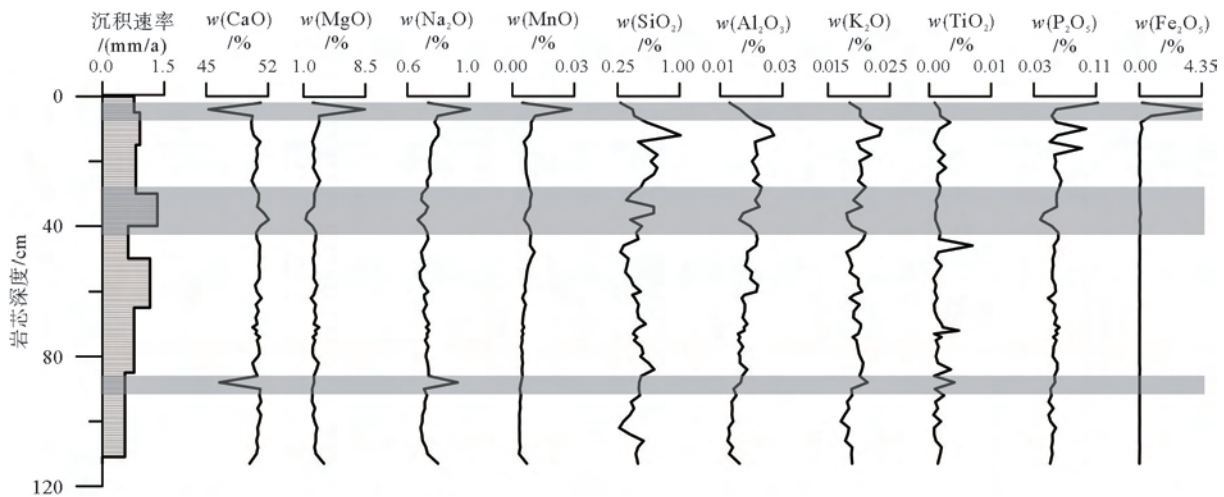 沉积速率 w(CaO) w(MgO) w(Na₂O) w(MnO) w(SiO₂) w(Al₂O₃) w(K₂O) w(TiO₂) w(P₂O₅) w(Fe₂O₅)
/(mm/a) /% /% /% /% /% /% /% /% /% /%
0.0 1.5 45 52 1.0 8.5 0.6 1.0 0.00 0.03 0.25 1.00 0.01 0.03 0.015 0.025 0.00 0.01 0.03 0.11 0.00 4.35
0
40
80
120
岩芯深度/cm